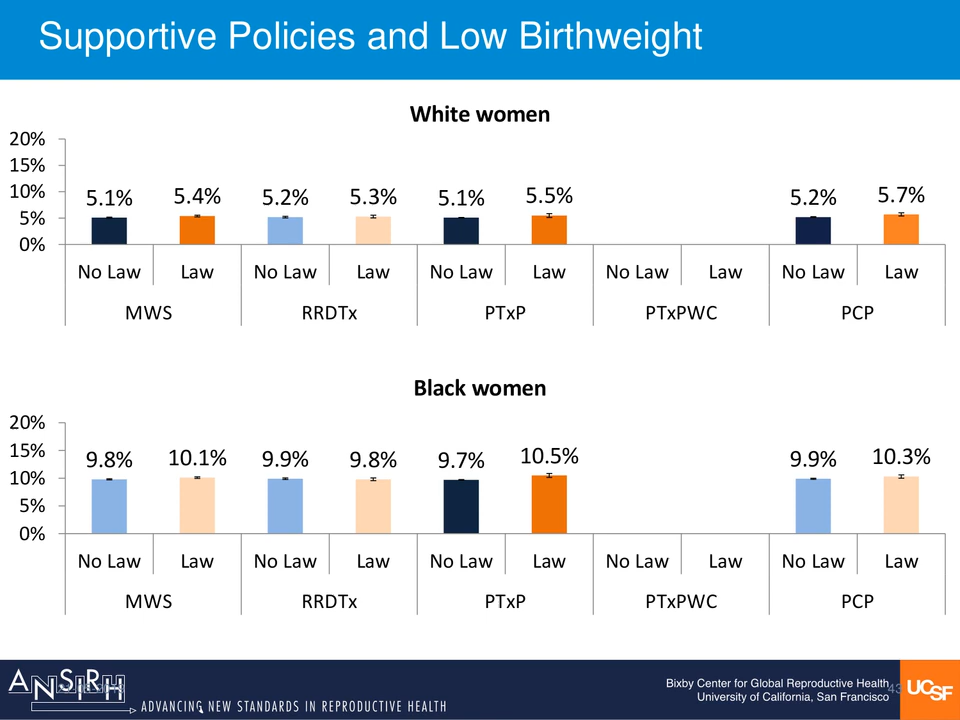 Supportive Policies and Low Birthweight
White women
20%
15%
10%
5%
0%
5.1% 5.4% 5.2% 5.3% 5.1% 5.5% 5.2% 5.7%
No Law Law No Law Law No Law Law No Law Law No Law Law
MWS RRDTx PTxP PTxPWC PCP
Black women
20%
15%
10%
5%
0%
9.8% 10.1% 9.9% 9.8% 9.7% 10.5% 9.9% 10.3%
No Law Law No Law Law No Law Law No Law Law No Law Law
MWS RRDTx PTxP PTxPWC PCP
ANSIRH
ADVANCING NEW STANDARDS IN REPRODUCTIVE HEALTH
Bixby Center for Global Reproductive Health
University of California, San Francisco
43
UCSF